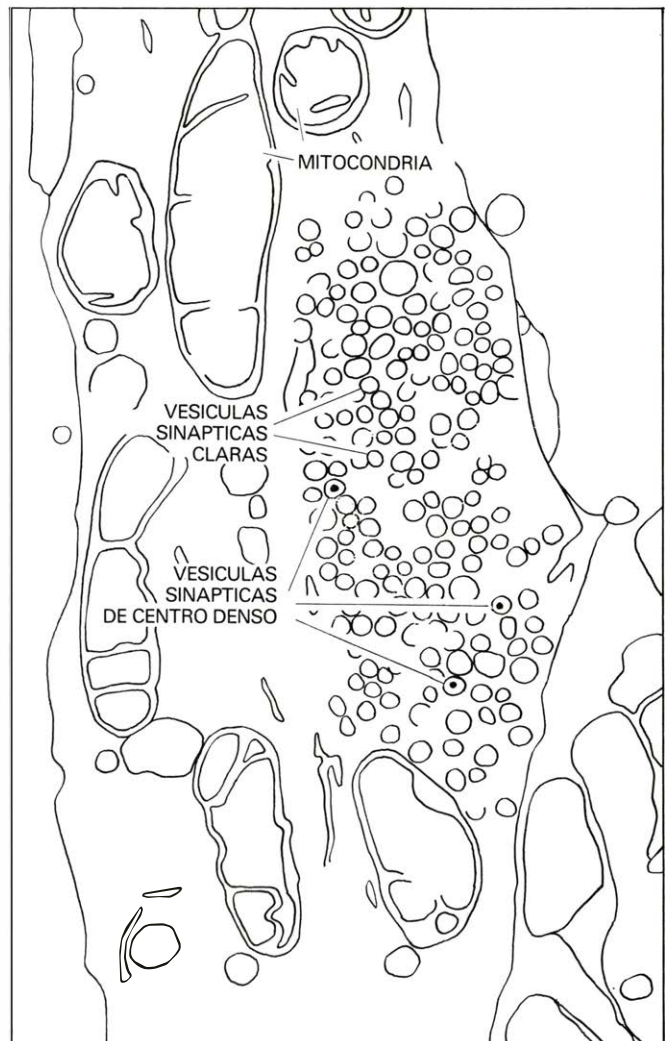 MITOCONDRIA
VESICULAS
SINAPTICAS
CLARAS
VESICULAS
SINAPTICAS
DE CENTRO DENSO